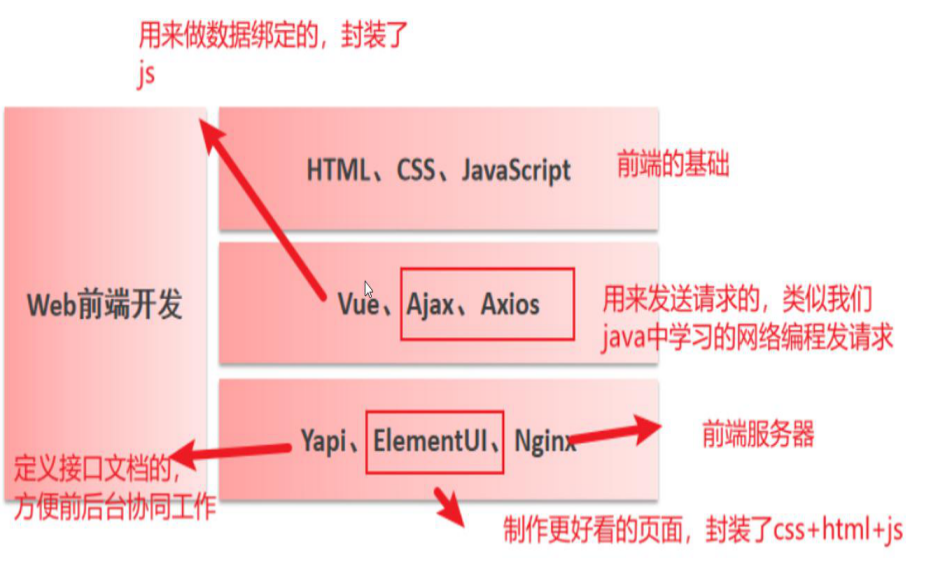 用来做数据绑定的，封装了
js
HTML、CSS、JavaScript
前端的基础
Web前端开发
Vue、Ajax、Axios
用来发送请求的，类似我们
java中学习的网络编程发请求
Yapi、ElementUI、Nginx
前端服务器
定义接口文档的，
方便前后台协同工作
制作更好看的页面，封装了css+html+js